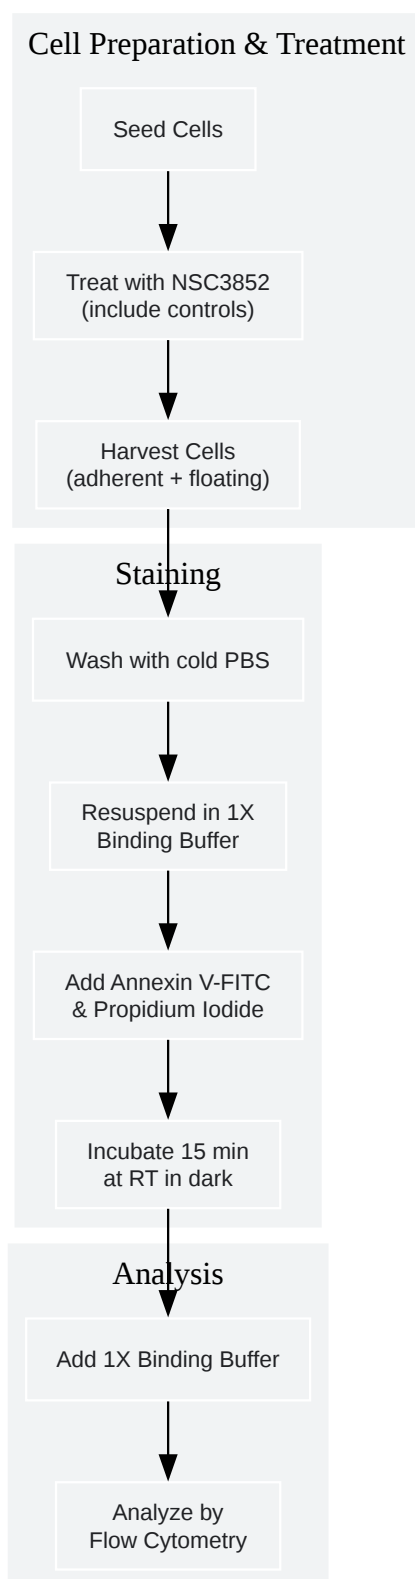 Cell Preparation & Treatment
Seed Cells
Treat with NSC3852
(include controls)
Harvest Cells
(adherent + floating)
Staining
Wash with cold PBS
Resuspend in 1X
Binding Buffer
Add Annexin V-FITC
& Propidium Iodide
Incubate 15 min
at RT in dark
Analysis
Add 1X Binding Buffer
Analyze by
Flow Cytometry